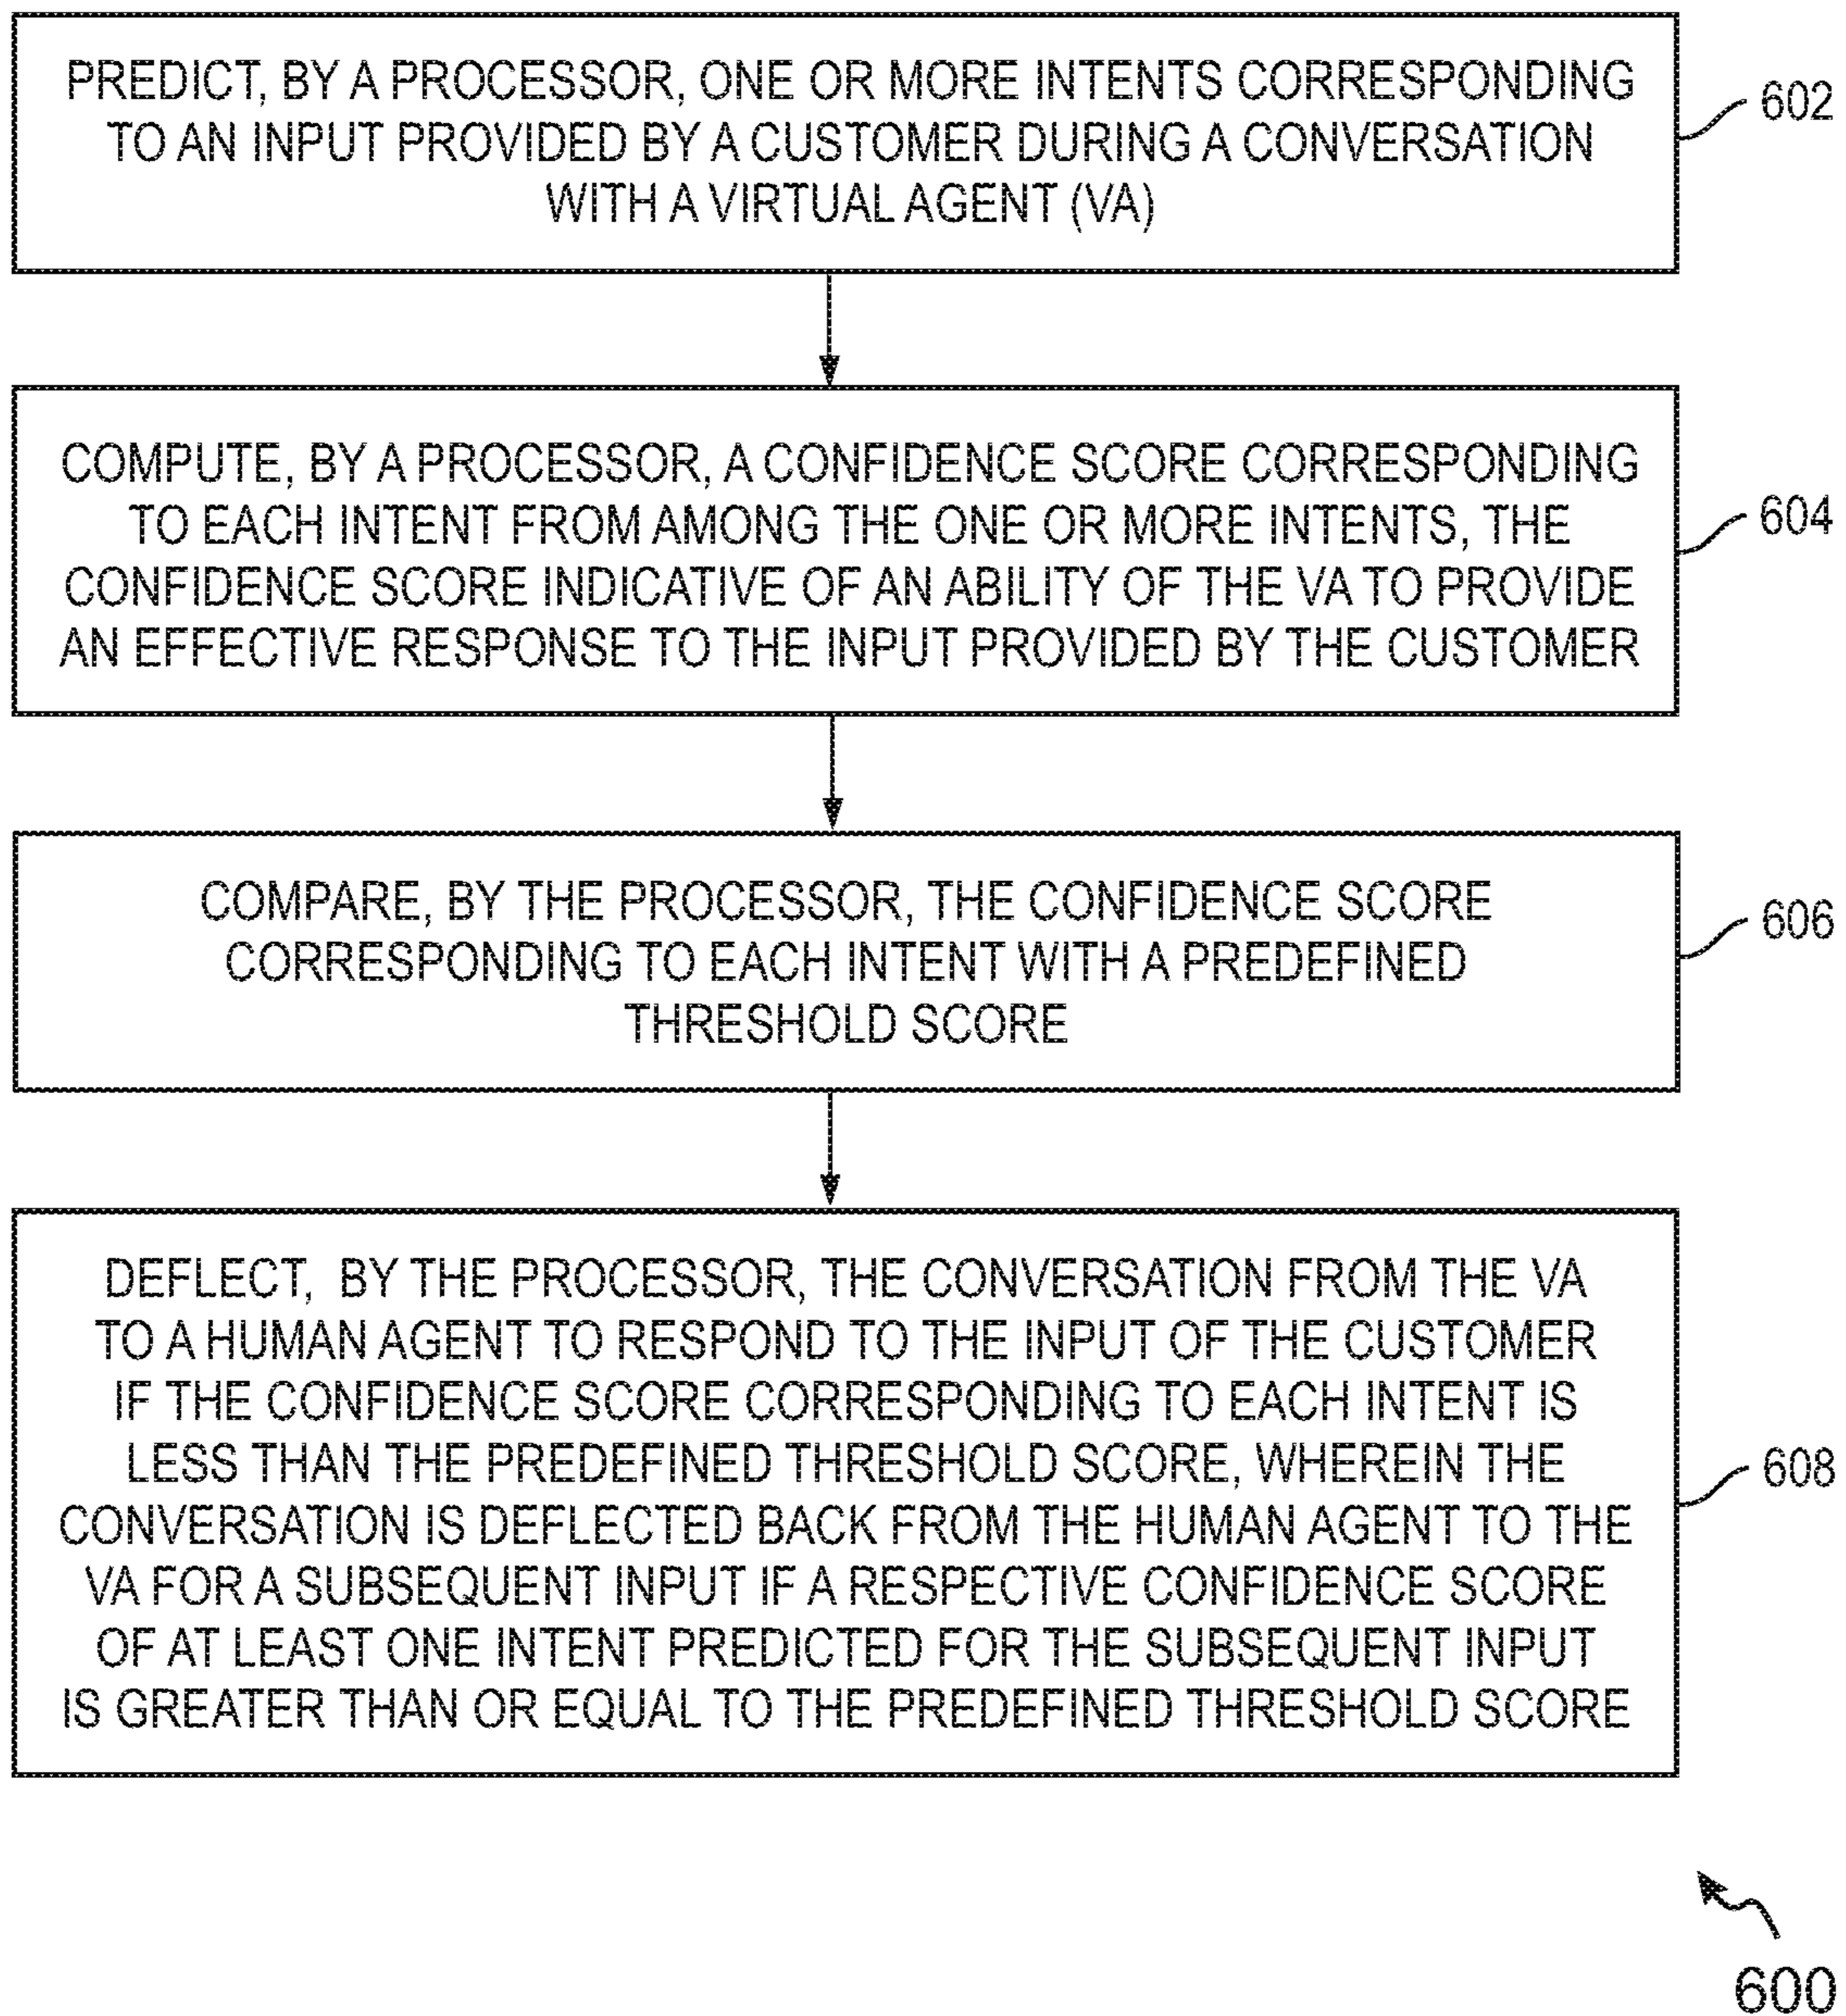 PREDICT, BY A PROCESSOR, ONE OR MORE INTENTS CORRESPONDING
TO AN INPUT PROVIDED BY A CUSTOMER DURING A CONVERSATION
WITH A VIRTUAL AGENT (VA)
602
COMPUTE, BY A PROCESSOR, A CONFIDENCE SCORE CORRESPONDING
TO EACH INTENT FROM AMONG THE ONE OR MORE INTENTS, THE
CONFIDENCE SCORE INDICATIVE OF AN ABILITY OF THE VA TO PROVIDE
AN EFFECTIVE RESPONSE TO THE INPUT PROVIDED BY THE CUSTOMER
604
COMPARE, BY THE PROCESSOR, THE CONFIDENCE SCORE
CORRESPONDING TO EACH INTENT WITH A PREDEFINED
THRESHOLD SCORE
606
DEFLECT, BY THE PROCESSOR, THE CONVERSATION FROM THE VA
TO A HUMAN AGENT TO RESPOND TO THE INPUT OF THE CUSTOMER
IF THE CONFIDENCE SCORE CORRESPONDING TO EACH INTENT IS
LESS THAN THE PREDEFINED THRESHOLD SCORE, WHEREIN THE
CONVERSATION IS DEFLECTED BACK FROM THE HUMAN AGENT TO THE
VA FOR A SUBSEQUENT INPUT IF A RESPECTIVE CONFIDENCE SCORE
OF AT LEAST ONE INTENT PREDICTED FOR THE SUBSEQUENT INPUT
IS GREATER THAN OR EQUAL TO THE PREDEFINED THRESHOLD SCORE
608
600